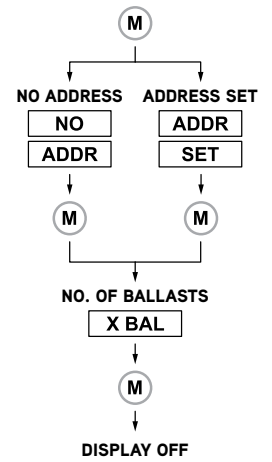 M
NO ADDRESS ADDRESS SET
NO ADDR
ADDR SET
M M
NO. OF BALLASTS
X BAL
M
DISPLAY OFF